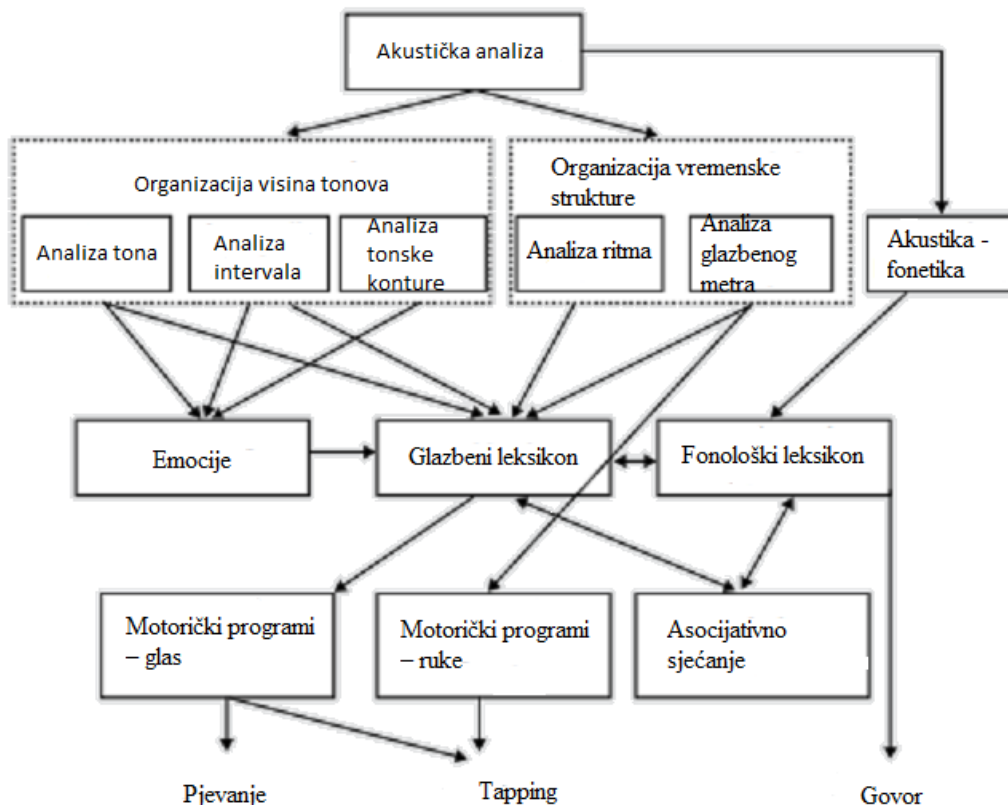 Akustička analiza
Organizacija visina tonova
Organizacija vremenske
strukture
Analiza tona
Analiza
intervala
Analiza
tonske
konture
Analiza ritma
Analiza
glazbenog
metra
Akustika -
fonetika
Emocije
Glazbeni leksikon
Fonološki leksikon
Motorički programi
– glas
Motorički programi
– ruke
Asocijativno
sjećanje
Pjevanje
Tapping
Govor